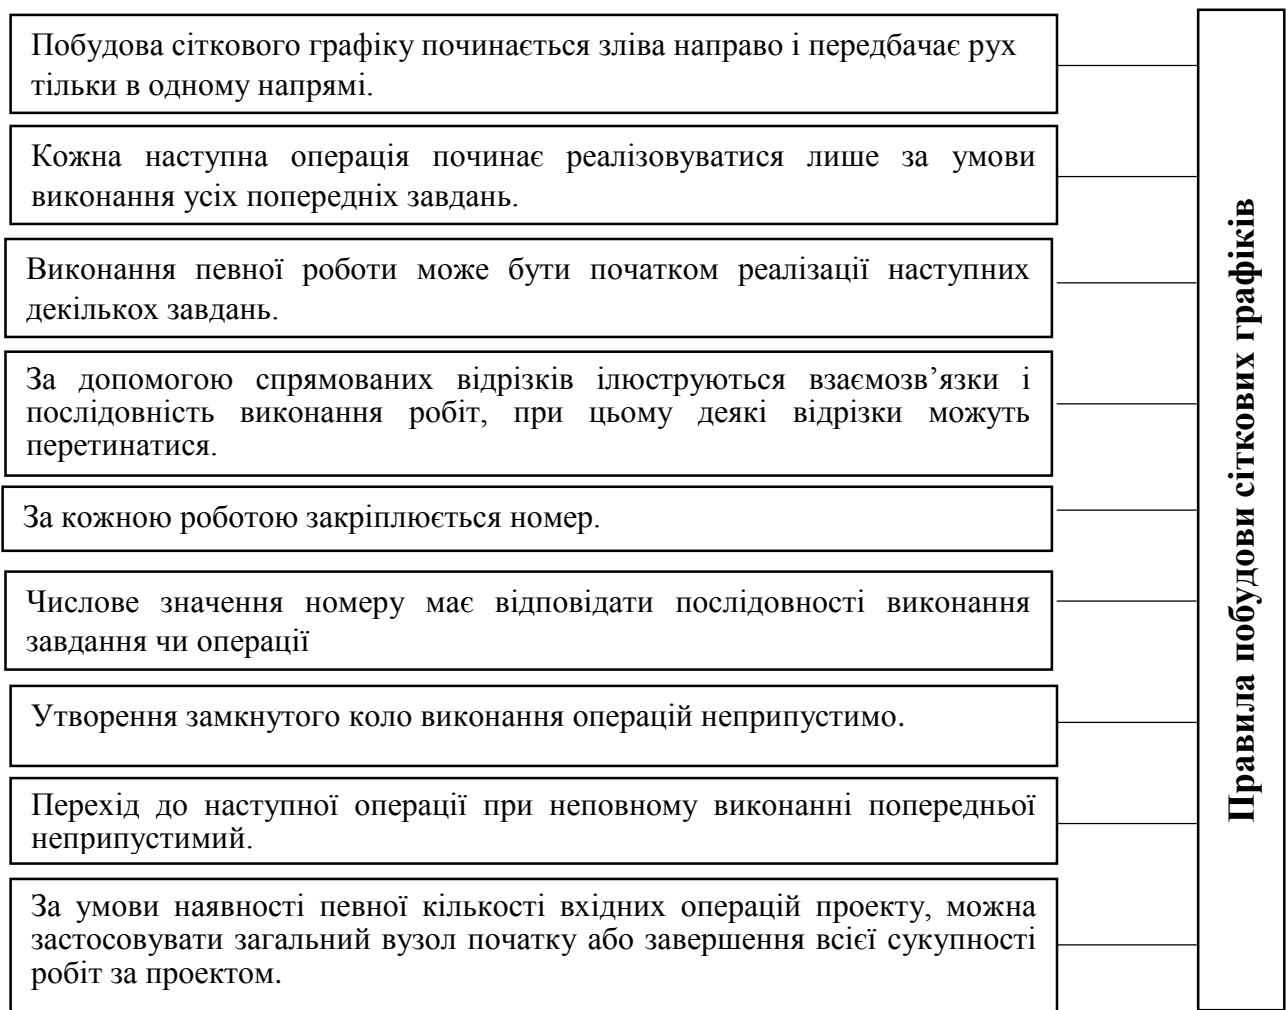 Побудова сіткового графіку починається зліва направо і передбачає рух
тільки в одному напрямі.
Кожна наступна операція починає реалізовуватися лише за умови
виконання усіх попередніх завдань.
Виконання певної роботи може бути початком реалізації наступних
декількох завдань.
За допомогою спрямованих відрізків ілюструються взаємозв’язки і
послідовність виконання робіт, при цьому деякі відрізки можуть
перетинатися.
За кожною роботою закріплюється номер.
Числове значення номеру має відповідати послідовності виконання
завдання чи операції
Утворення замкнутого коло виконання операцій неприпустимо.
Перехід до наступної операції при неповному виконанні попередньої
неприпустимий.
За умови наявності певної кількості вхідних операцій проекту, можна
застосовувати загальний вузол початку або завершення всієї сукупності
робіт за проектом.
Правила побудови сіткових графіків